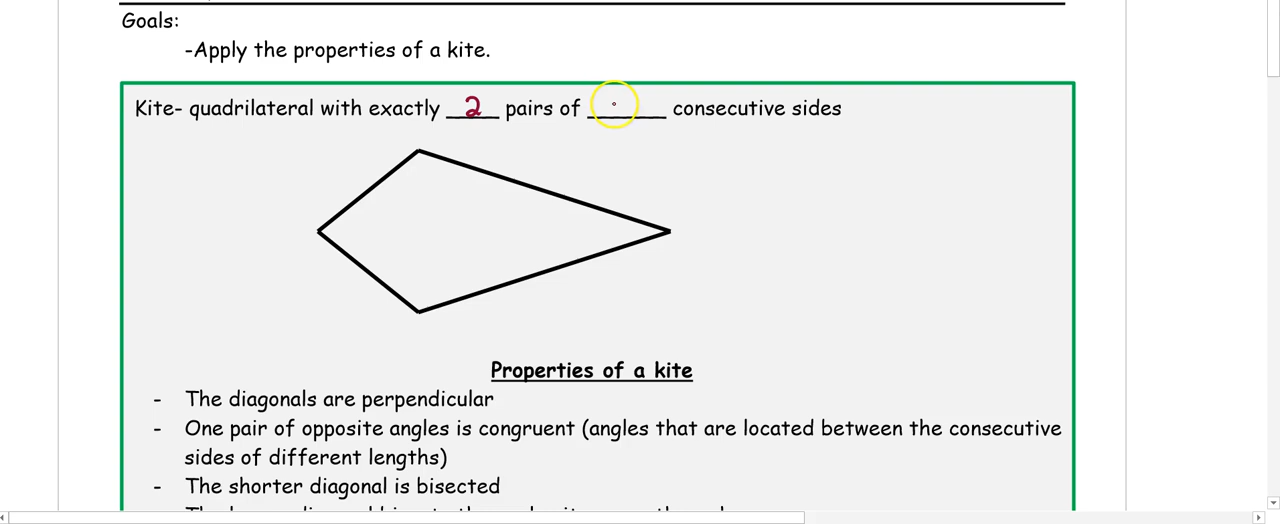 Goals:
-Apply the properties of a kite.
Kite- quadrilateral with exactly 2 pairs of ______ consecutive sides
Properties of a kite
- The diagonals are perpendicular
- One pair of opposite angles is congruent (angles that are located between the consecutive
sides of different lengths)
- The shorter diagonal is bisected